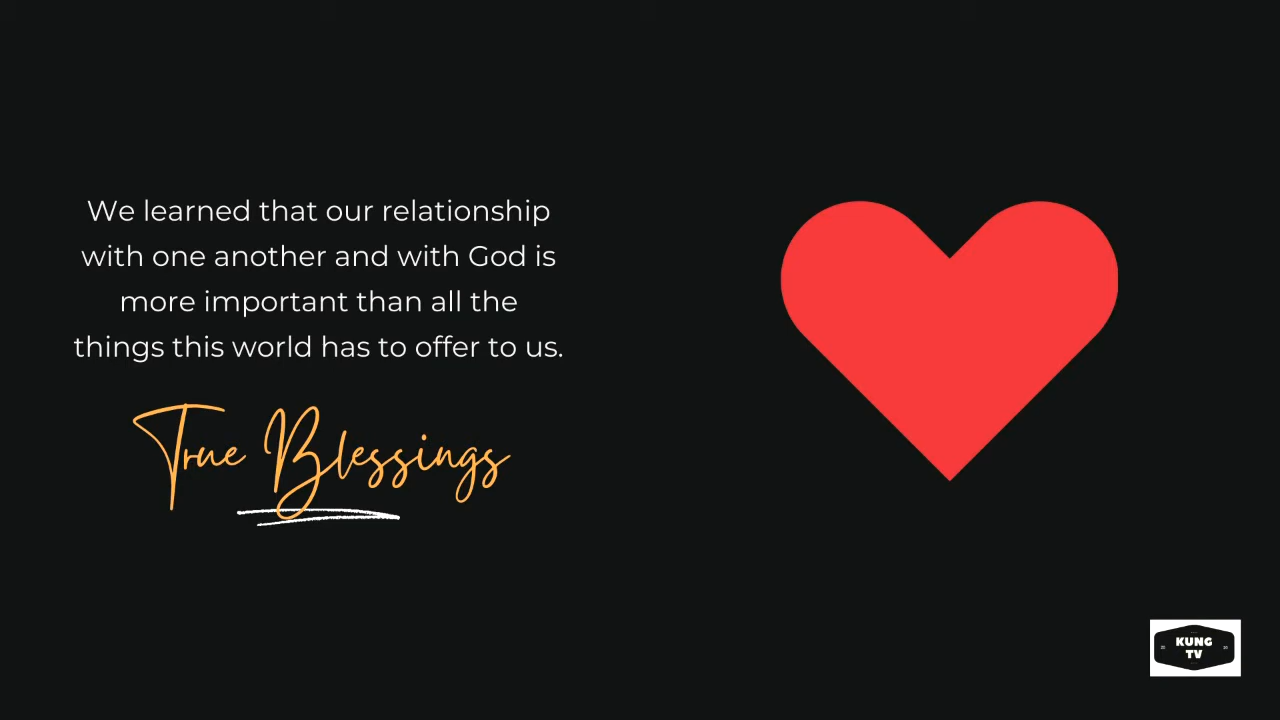 We learned that our relationship
with one another and with God is
more important than all the
things this world has to offer to us.
True Blessings
KUNG
TV